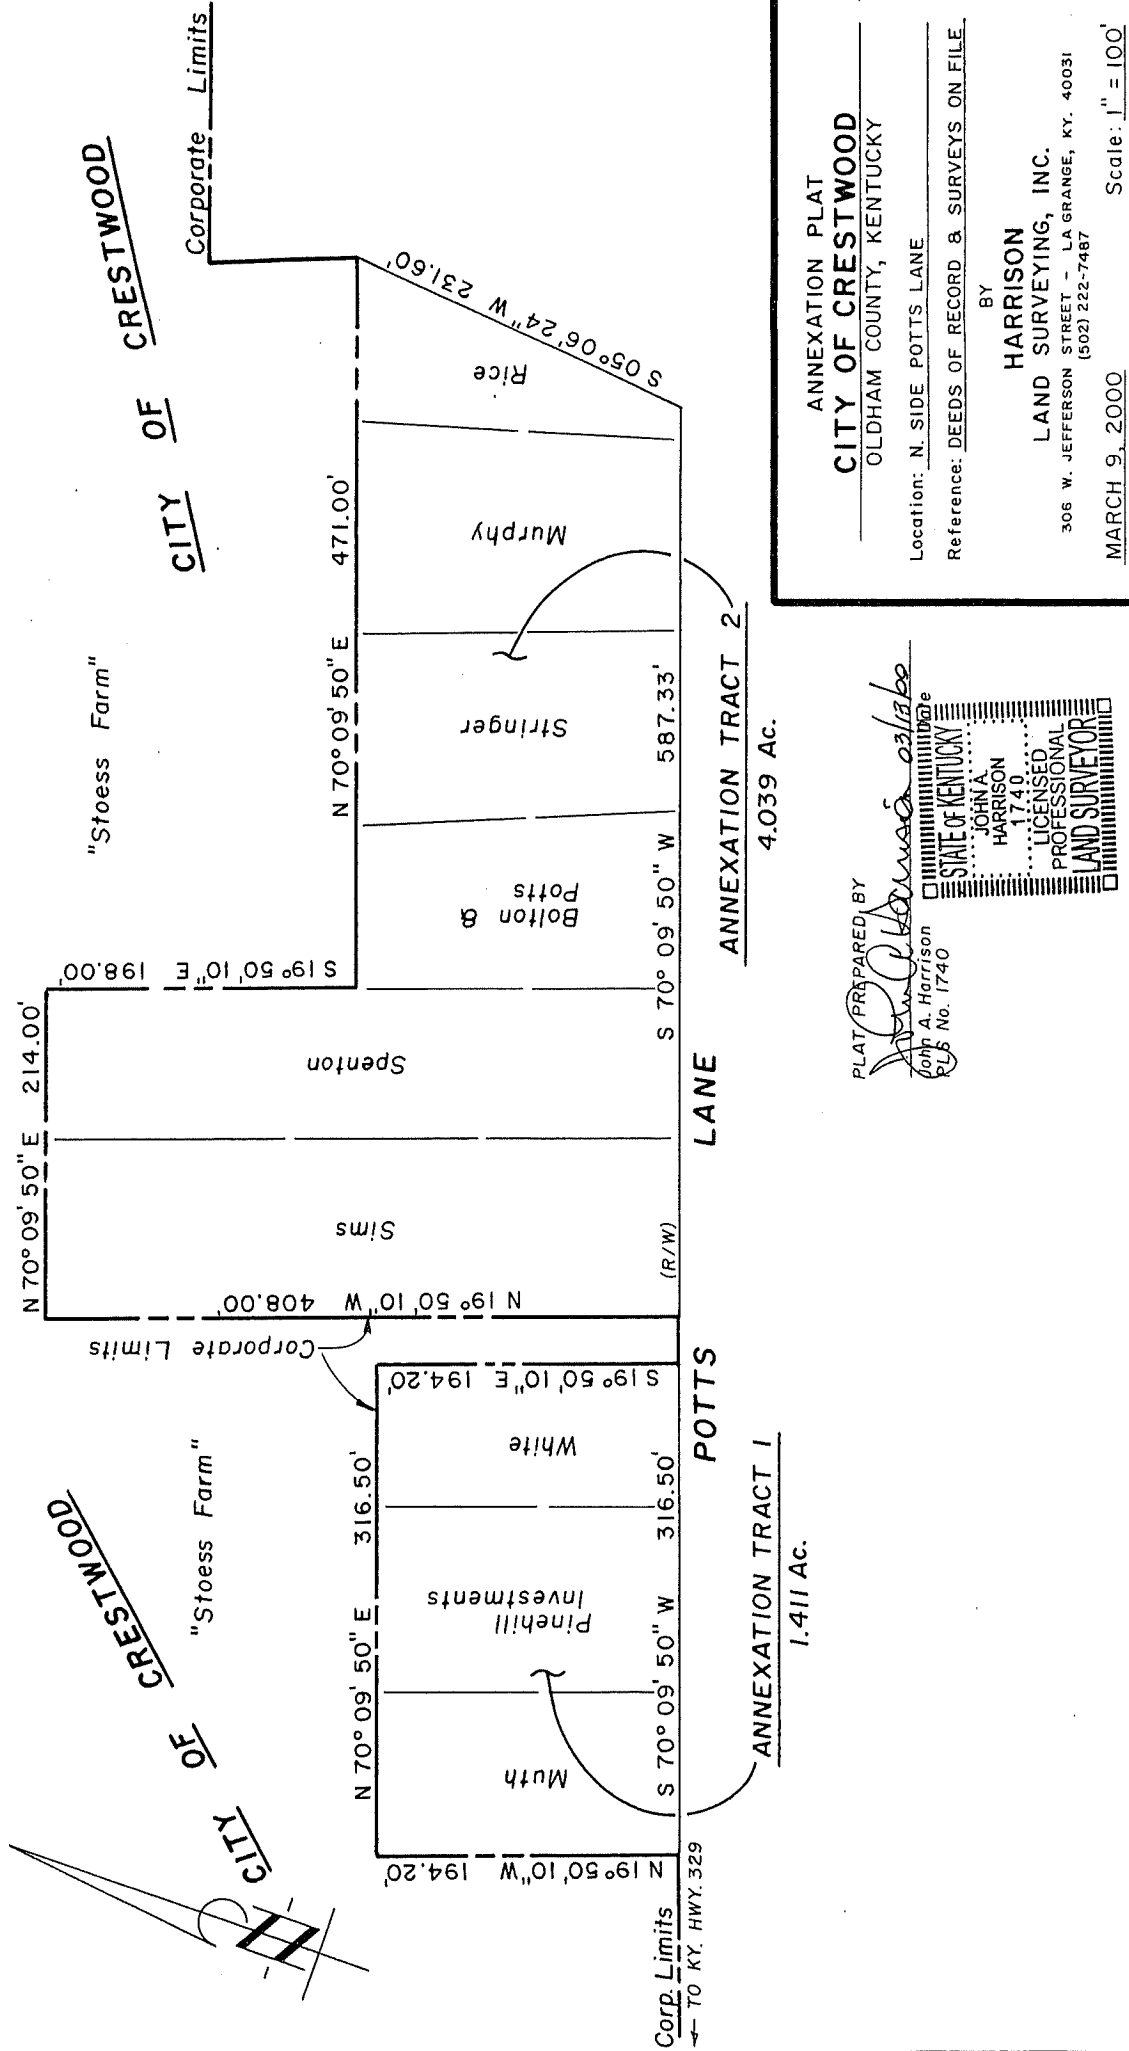 CITY OF CRESTWOOD
"Stoess Farm"
Corporate Limits
N 70° 09' 50" E 214.00'
S 19° 50' 10" E 198.00'
"Stoess Farm"
CITY OF CRESTWOOD
Corporate Limits
N 70° 09' 50" E 471.00'
S 05° 06' 24" W 231.60'
N 19° 50' 10" W 408.00'
N 70° 09' 50" E 316.50'
N 19° 50' 10" W 194.20'
S 19° 50' 10" E 194.20'
Muth
Pinehill
Investments
White
Sims
Spenton
Bolton &
Potts
Stringer
Murphy
Rice
Corp. Limits
← TO KY. HWY. 329
S 70° 09' 50" W 316.50'
(R/W)
S 70° 09' 50" W 587.33'
POTTS LANE
ANNEXATION TRACT 1
1.411 Ac.
ANNEXATION TRACT 2
4.039 Ac.
PLAT PREPARED BY
03/13/00
John A. Harrison
Date
PLS No. 1740
STATE OF KENTUCKY
JOHN A.
HARRISON
1740
LICENSED
PROFESSIONAL
LAND SURVEYOR
ANNEXATION PLAT
CITY OF CRESTWOOD
OLDHAM COUNTY, KENTUCKY
Location: N. SIDE POTTS LANE
Reference: DEEDS OF RECORD & SURVEYS ON FILE
BY
HARRISON
LAND SURVEYING, INC.
306 W. JEFFERSON STREET - LA GRANGE, KY. 40031
(502) 222-7487
MARCH 9, 2000 Scale: 1" = 100'